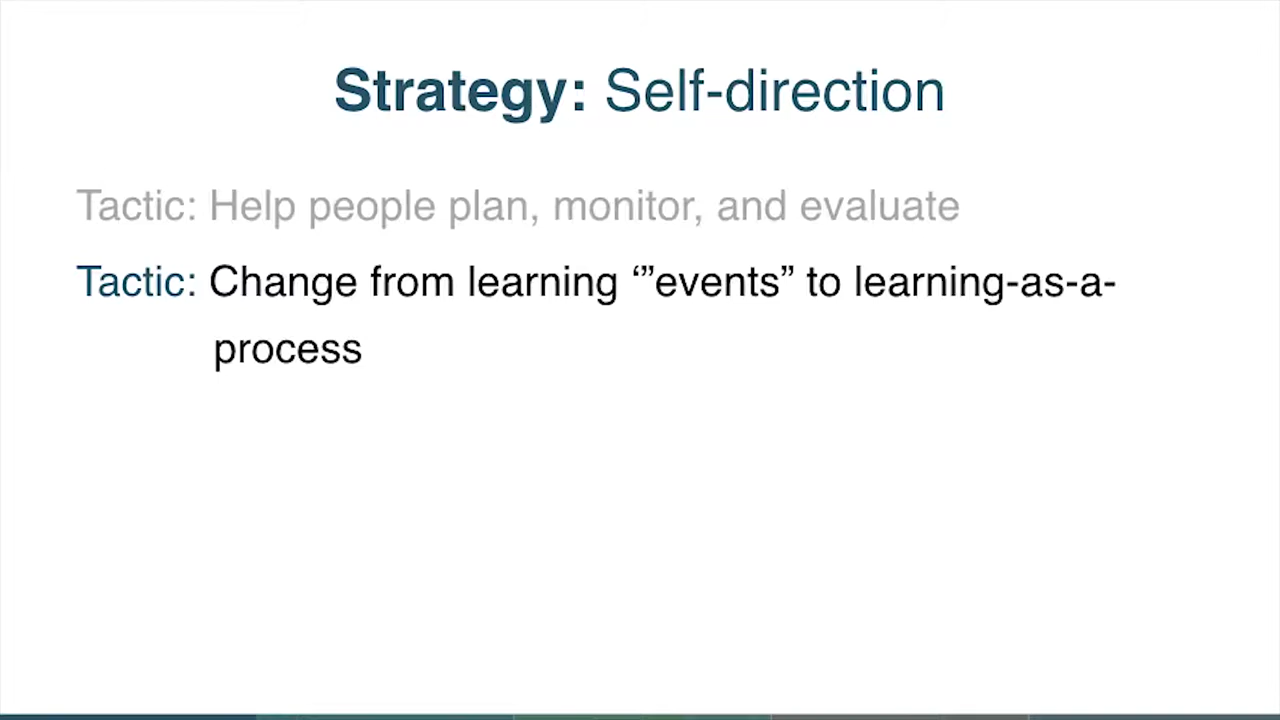 Strategy: Self-direction
Tactic: Help people plan, monitor, and evaluate
Tactic: Change from learning ‘”events” to learning-as-a-
process